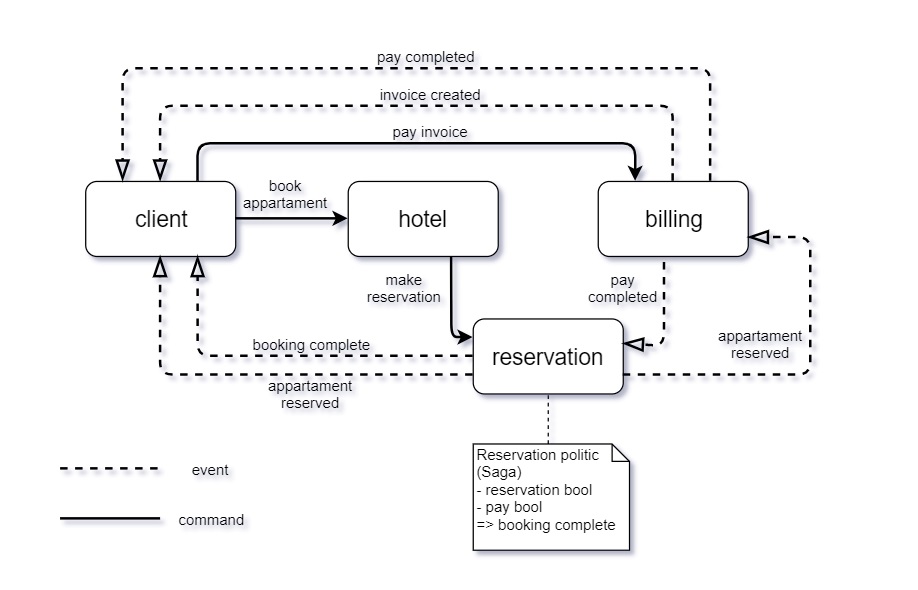 pay completed
invoice created
pay invoice
book
appartament
client
hotel
billing
make
reservation
pay
completed
appartament
reserved
booking complete
reservation
appartament
reserved
Reservation politic
(Saga)
- reservation bool
- pay bool
=> booking complete
event
command